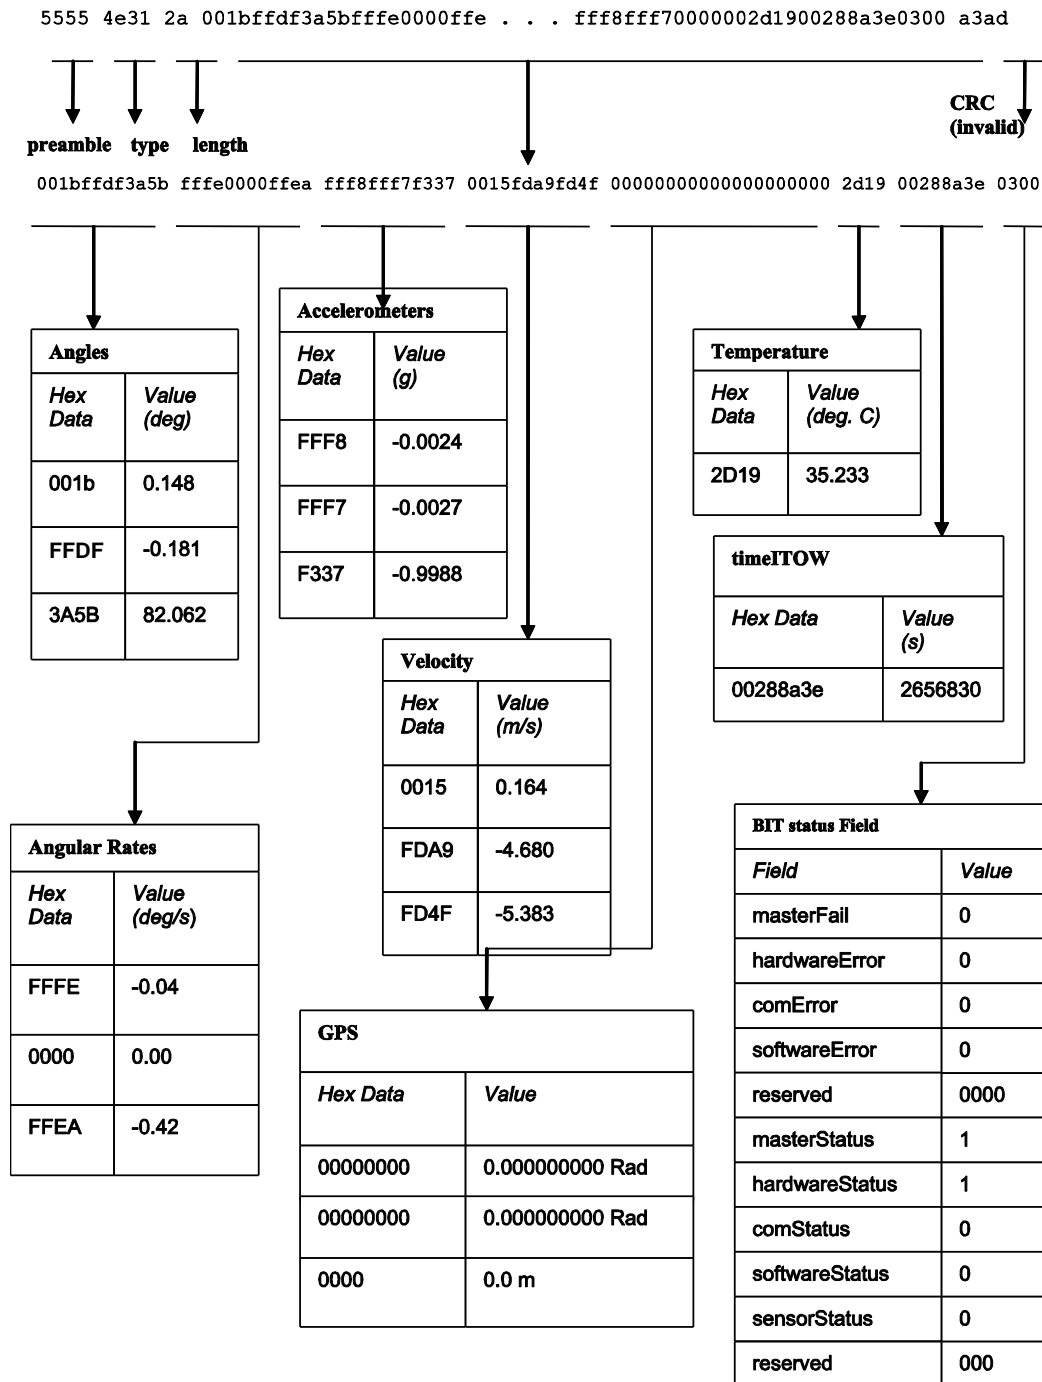 5555 4e31 2a 001bffdf3a5bfffe0000ffe . . . fff8fff70000002d1900288a3e0300 a3ad
CRC
(invalid)
preamble type length
001bffdf3a5b fffe0000ffea fff8fff7f337 0015fda9fd4f 00000000000000000000 2d19 00288a3e 0300
Angles
Hex Data Value (deg)
001b 0.148
FFDF -0.181
3A5B 82.062
Accelerometers
Hex Data Value (g)
FFF8 -0.0024
FFF7 -0.0027
F337 -0.9988
Temperature
Hex Data Value (deg. C)
2D19 35.233
timeITOW
Hex Data Value (s)
00288a3e 2656830
Velocity
Hex Data Value (m/s)
0015 0.164
FDA9 -4.680
FD4F -5.383
Angular Rates
Hex Data Value (deg/s)
FFFE -0.04
0000 0.00
FFEA -0.42
GPS
Hex Data Value
00000000 0.000000000 Rad
00000000 0.000000000 Rad
0000 0.0 m
BIT status Field
Field Value
masterFail 0
hardwareError 0
comError 0
softwareError 0
reserved 0000
masterStatus 1
hardwareStatus 1
comStatus 0
softwareStatus 0
sensorStatus 0
reserved 000